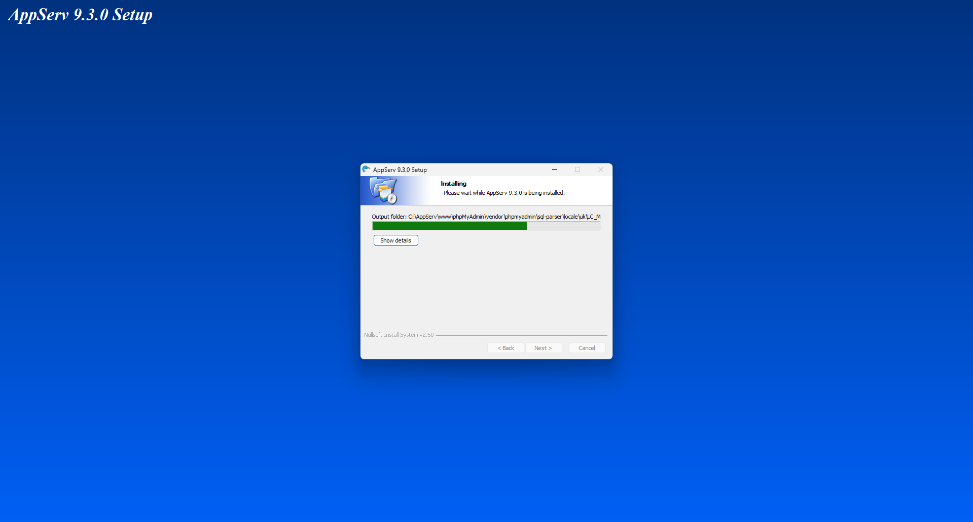 AppServ 9.3.0 Setup
AppServ 9.3.0 Setup
Installing
Please wait while AppServ 9.3.0 is being installed.
Output folder: C:\AppServ\www\phpMyAdmin\vendor\phpmyadmin\sql-parser\locale\uk\LC_M
Show details
Nullsoft Install System v2.50
< Back
Next >
Cancel